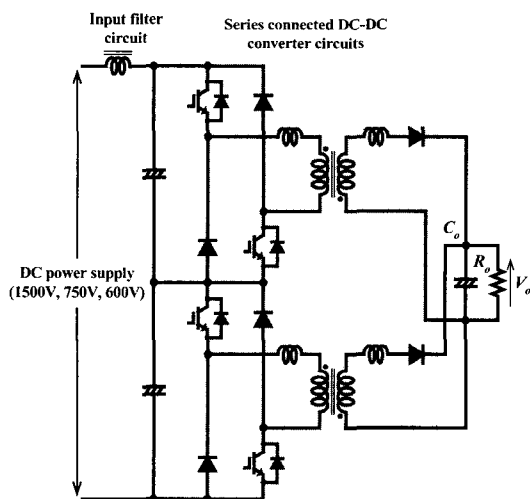 Input filter
circuit
Series connected DC-DC
converter circuits
C_o
R_o
V_o
DC power supply
(1500V, 750V, 600V)